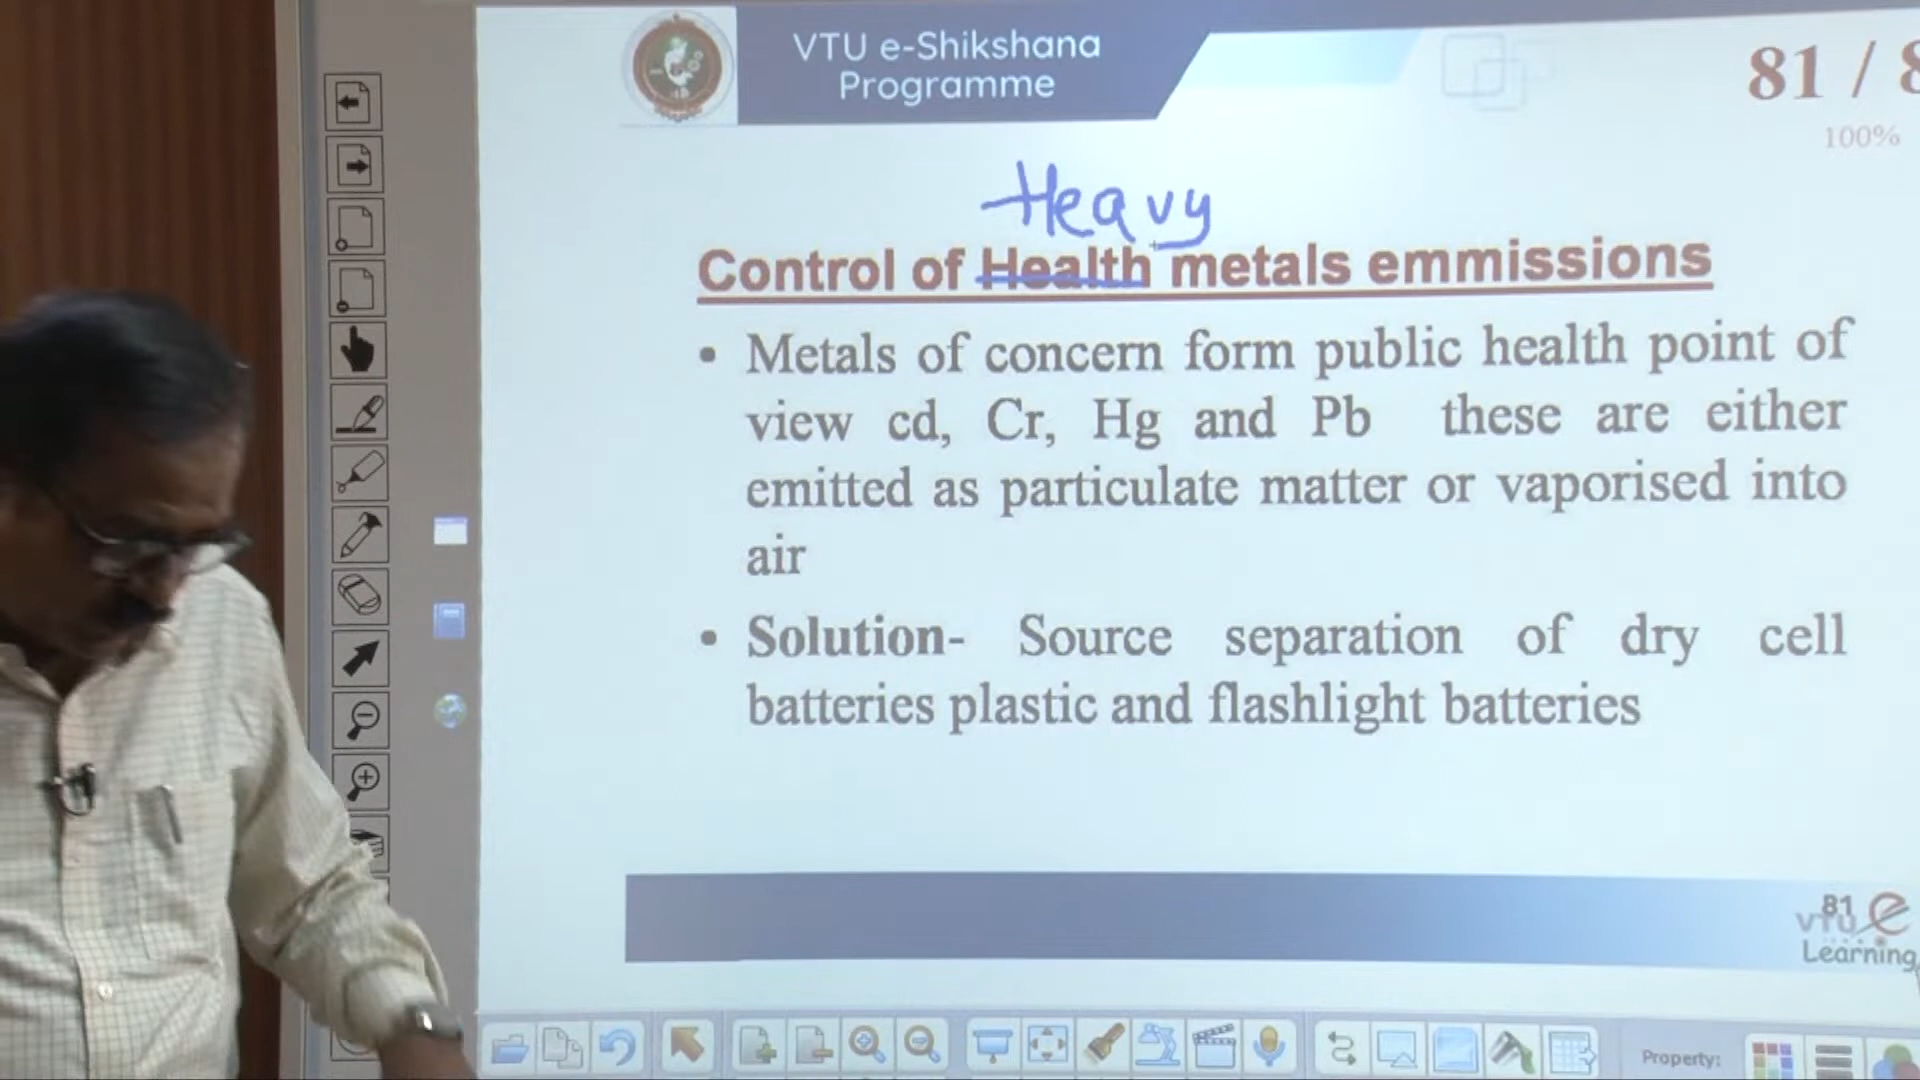 VTU e-Shikshana
Programme
81 / 8
100%
Heavy
Control of Health metals emmissions
• Metals of concern form public health point of
view cd, Cr, Hg and Pb these are either
emitted as particulate matter or vaporised into
air
• Solution- Source separation of dry cell
batteries plastic and flashlight batteries
81
VTU e
Learning
Property: